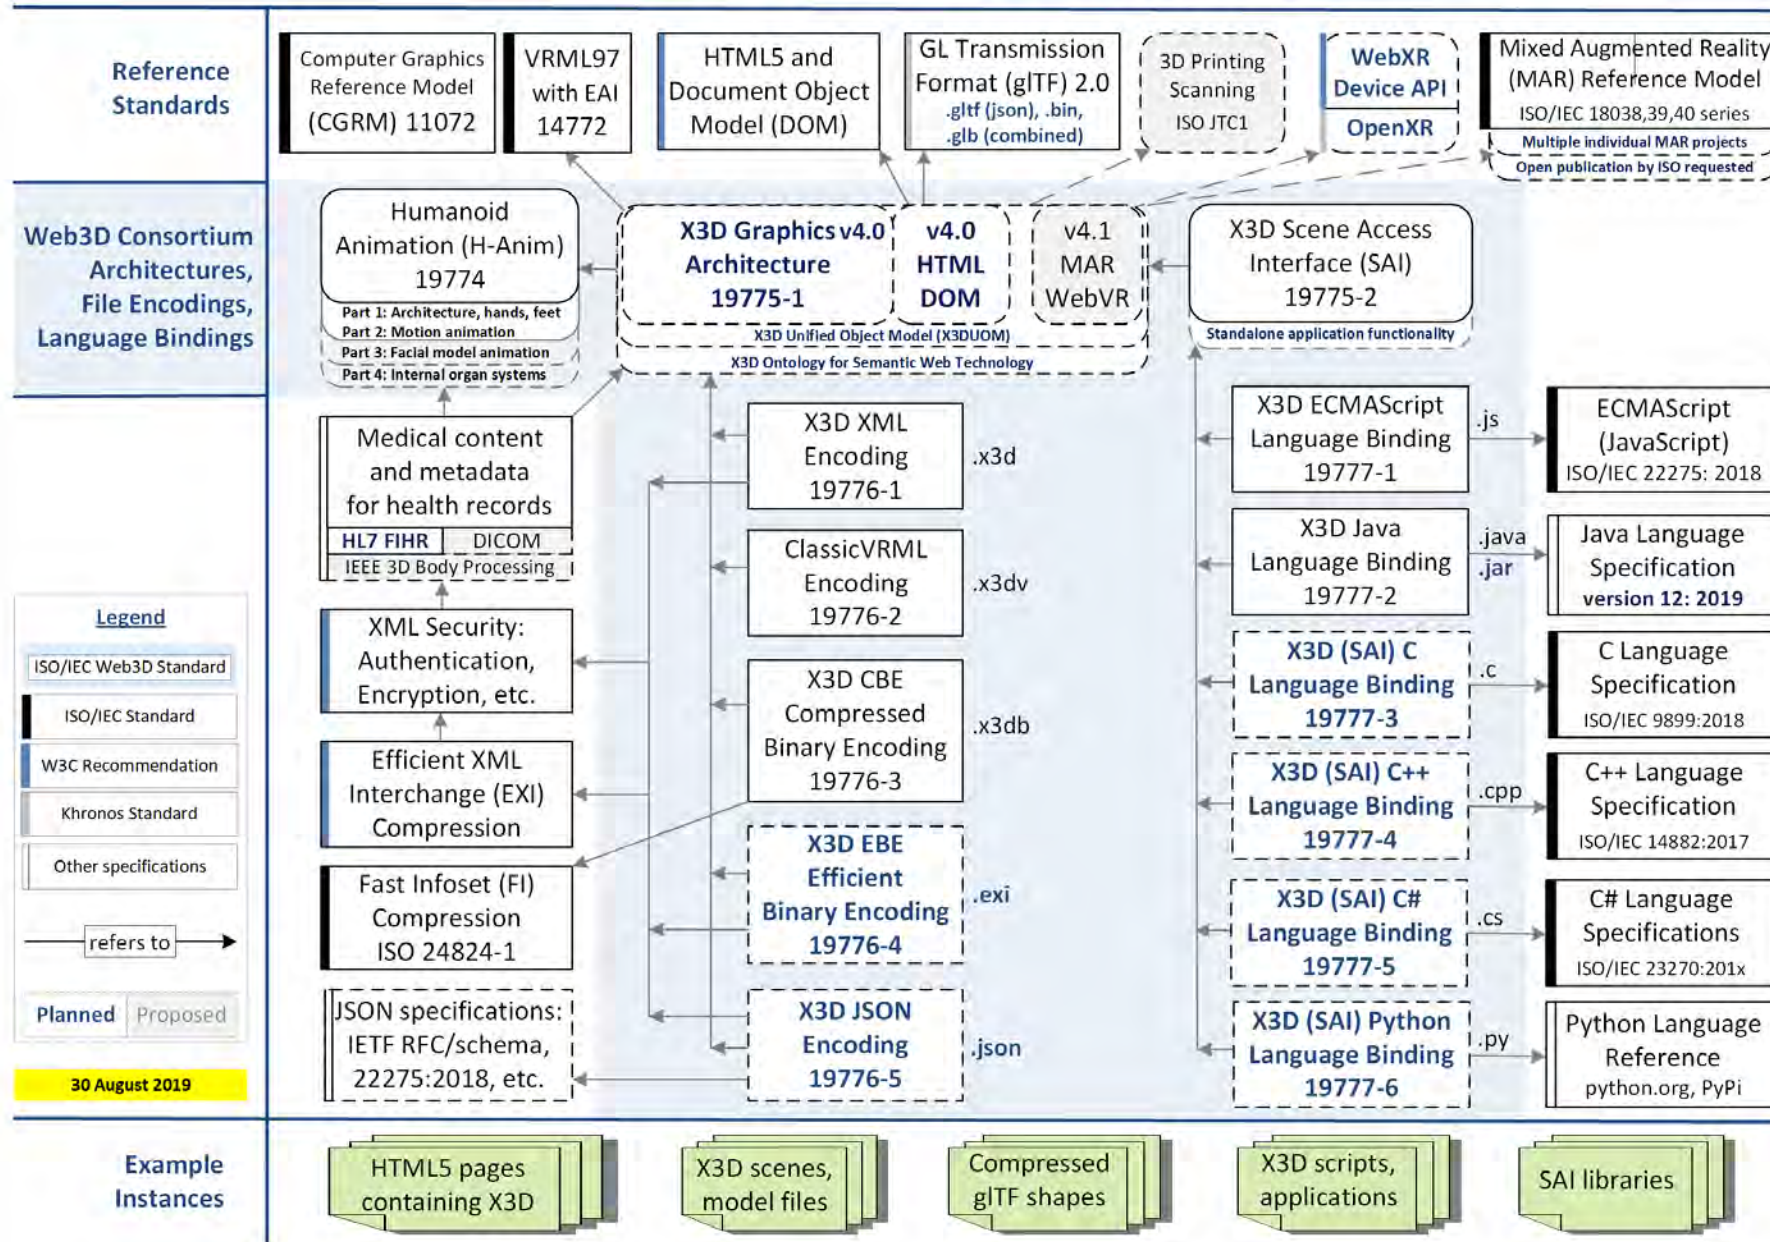 Reference
Standards
Computer Graphics
Reference Model
(CGRM) 11072
VRML97
with EAI
14772
HTML5 and
Document Object
Model (DOM)
GL Transmission
Format (glTF) 2.0
.gltf (json), .bin,
.glb (combined)
3D Printing
Scanning
ISO JTC1
WebXR
Device API
OpenXR
Mixed Augmented Reality
(MAR) Reference Model
ISO/IEC 18038,39,40 series
Multiple individual MAR projects
Open publication by ISO requested
Web3D Consortium
Architectures,
File Encodings,
Language Bindings
Humanoid
Animation (H-Anim)
19774
Part 1: Architecture, hands, feet
Part 2: Motion animation
Part 3: Facial model animation
Part 4: Internal organ systems
X3D Graphics v4.0
Architecture
19775-1
v4.0
HTML
DOM
v4.1
MAR
WebVR
X3D Unified Object Model (X3DUOM)
X3D Ontology for Semantic Web Technology
X3D Scene Access
Interface (SAI)
19775-2
Standalone application functionality
Medical content
and metadata
for health records
HL7 FIHR
DICOM
IEEE 3D Body Processing
XML Security:
Authentication,
Encryption, etc.
Efficient XML
Interchange (EXI)
Compression
Fast Infoset (FI)
Compression
ISO 24824-1
JSON specifications:
IETF RFC/schema,
22275:2018, etc.
X3D XML
Encoding
19776-1
.x3d
ClassicVRML
Encoding
19776-2
.x3dv
X3D CBE
Compressed
Binary Encoding
19776-3
.x3db
X3D EBE
Efficient
Binary Encoding
19776-4
.exi
X3D JSON
Encoding
19776-5
.json
X3D ECMAScript
Language Binding
19777-1
.js
ECMAScript
(JavaScript)
ISO/IEC 22275: 2018
X3D Java
Language Binding
19777-2
.java
.jar
Java Language
Specification
version 12: 2019
X3D (SAI) C
Language Binding
19777-3
.c
C Language
Specification
ISO/IEC 9899:2018
X3D (SAI) C++
Language Binding
19777-4
.cpp
C++ Language
Specification
ISO/IEC 14882:2017
X3D (SAI) C#
Language Binding
19777-5
.cs
C# Language
Specifications
ISO/IEC 23270:201x
X3D (SAI) Python
Language Binding
19777-6
.py
Python Language
Reference
python.org, PyPi
Legend
ISO/IEC Web3D Standard
ISO/IEC Standard
W3C Recommendation
Khronos Standard
Other specifications
refers to
Planned
Proposed
30 August 2019
Example
Instances
HTML5 pages
containing X3D
X3D scenes,
model files
Compressed
glTF shapes
X3D scripts,
applications
SAI libraries